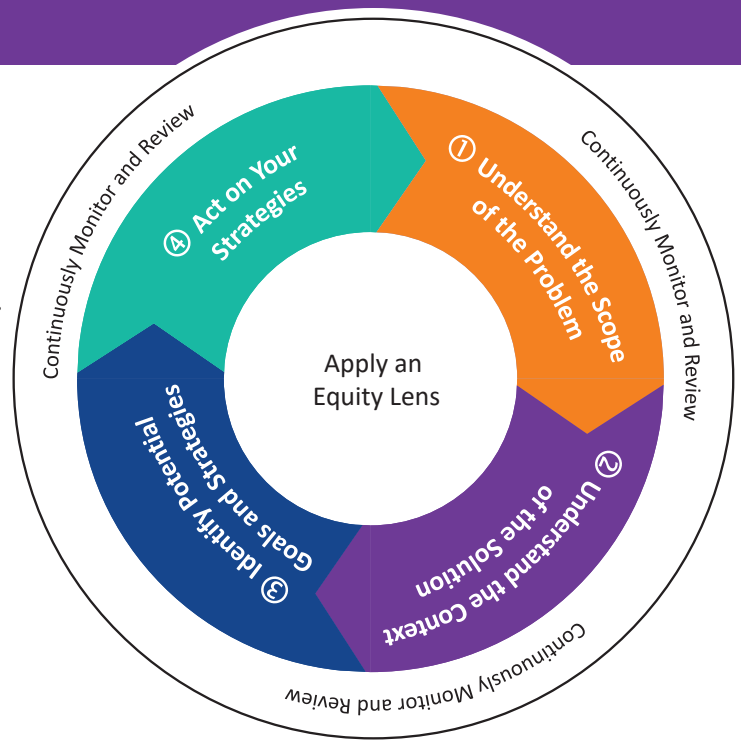 Continuously Monitor and Review
Continuously Monitor and Review
① Understand the Scope
of the Problem
④ Act on Your
Strategies
Apply an
Equity Lens
② Understand the Context
of the Solution
③ Identify Potential
Goals and Strategies
Continuously Monitor and Review